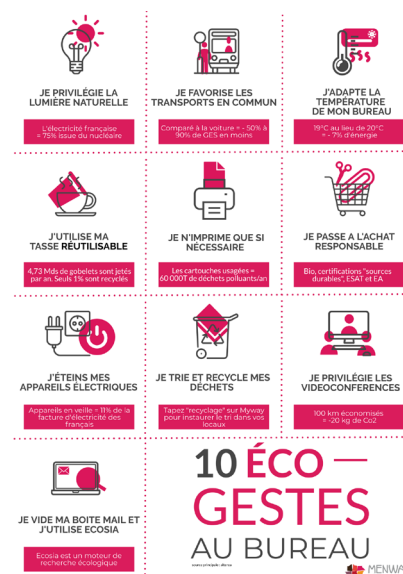 JE PRIVILÉGIE LA
LUMIÈRE NATURELLE
L'électricité française
= 75% issue du nucléaire
JE FAVORISE LES
TRANSPORTS EN COMMUN
Comparé à la voiture = - 50% à
90% de GES en moins
J'ADAPTE LA
TEMPÉRATURE
DE MON BUREAU
19°C au lieu de 20°C
= - 7% d'énergie
J'UTILISE MA
TASSE RÉUTILISABLE
4,73 Mds de gobelets sont jetés
par an. Seuls 1% sont recyclés
JE N'IMPRIME QUE SI
NÉCESSAIRE
Les cartouches usagées =
60 000T de déchets polluants/an
JE PASSE A L'ACHAT
RESPONSABLE
Bio, certifications "sources
durables", ESAT et EA
J'ÉTEINS MES
APPAREILS ÉLECTRIQUES
Appareils en veille = 11% de la
facture d'électricité des
français
JE TRIE ET RECYCLE MES
DÉCHETS
Tapez "recyclage" sur Myway
pour instaurer le tri dans vos
locaux
JE PRIVILÉGIE LES
VIDEOCONFERENCES
100 km économisés
= -20 kg de Co2
JE VIDE MA BOITE MAIL ET
J'UTILISE ECOSIA
Ecosia est un moteur de
recherche écologique
10 ÉCO —
GESTES
AU BUREAU
MENWA